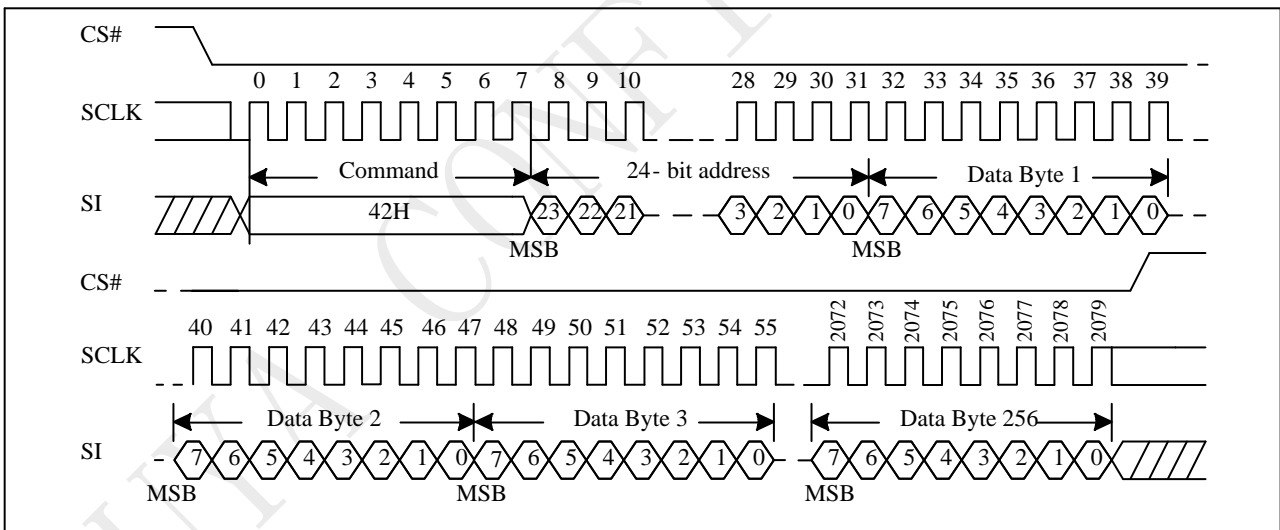 CS#
0 1 2 3 4 5 6 7 8 9 10 28 29 30 31 32 33 34 35 36 37 38 39
SCLK
Command 24- bit address Data Byte 1
SI 42H 23 22 21 3 2 1 0 7 6 5 4 3 2 1 0
MSB MSB
CS#
40 41 42 43 44 45 46 47 48 49 50 51 52 53 54 55 2072 2073 2074 2075 2076 2077 2078 2079
SCLK
Data Byte 2 Data Byte 3 Data Byte 256
SI 7 6 5 4 3 2 1 0 7 6 5 4 3 2 1 0 7 6 5 4 3 2 1 0
MSB MSB MSB